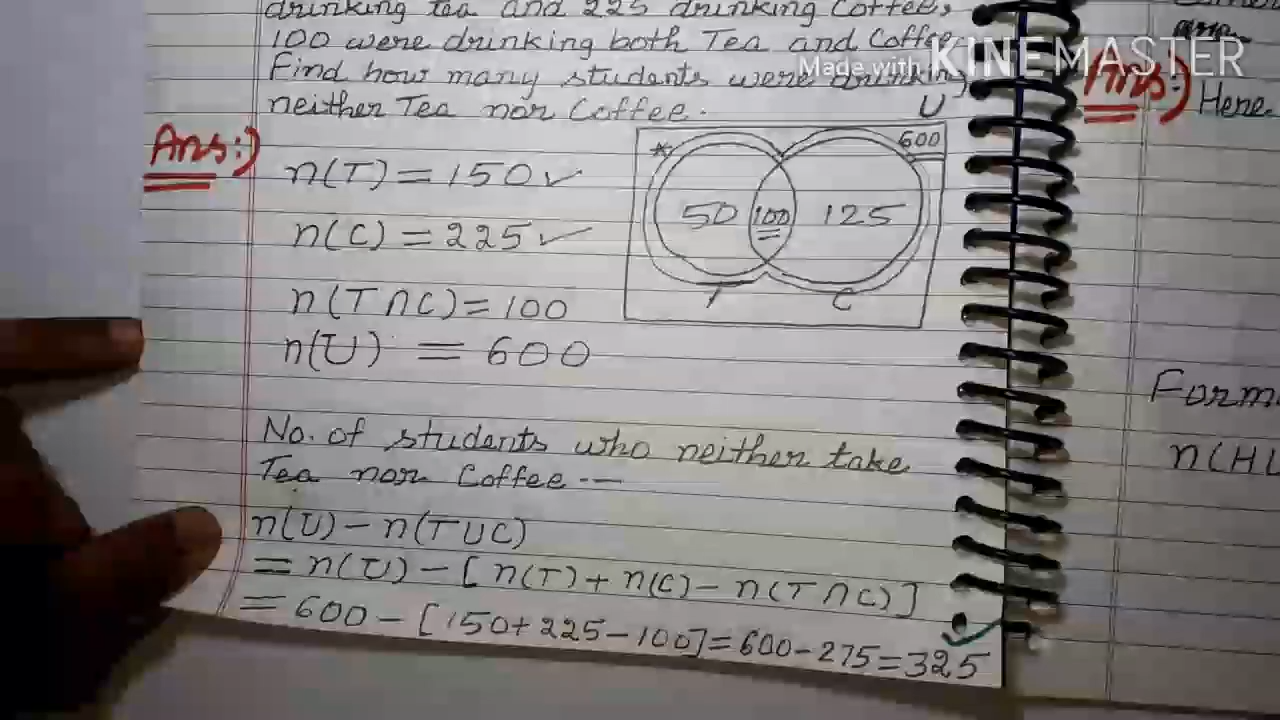 drinking tea and 225 drinking Coffee,
100 were drinking both Tea and Coffee
Find how many students were drinking
neither Tea nor Coffee.
Made with KINEMASTER
Ans:)
n(T) = 150 ✓
n(C) = 225 ✓
n(T∩C) = 100
n(U) = 600
U
600
50 100 125
T C
No. of students who neither take
Tea nor Coffee --
n(U) - n(TUC)
= n(U) - [n(T) + n(C) - n(T∩C)]
= 600 - [150+225-100] = 600-275 = 325
Ans:)
Here
Form
n(H